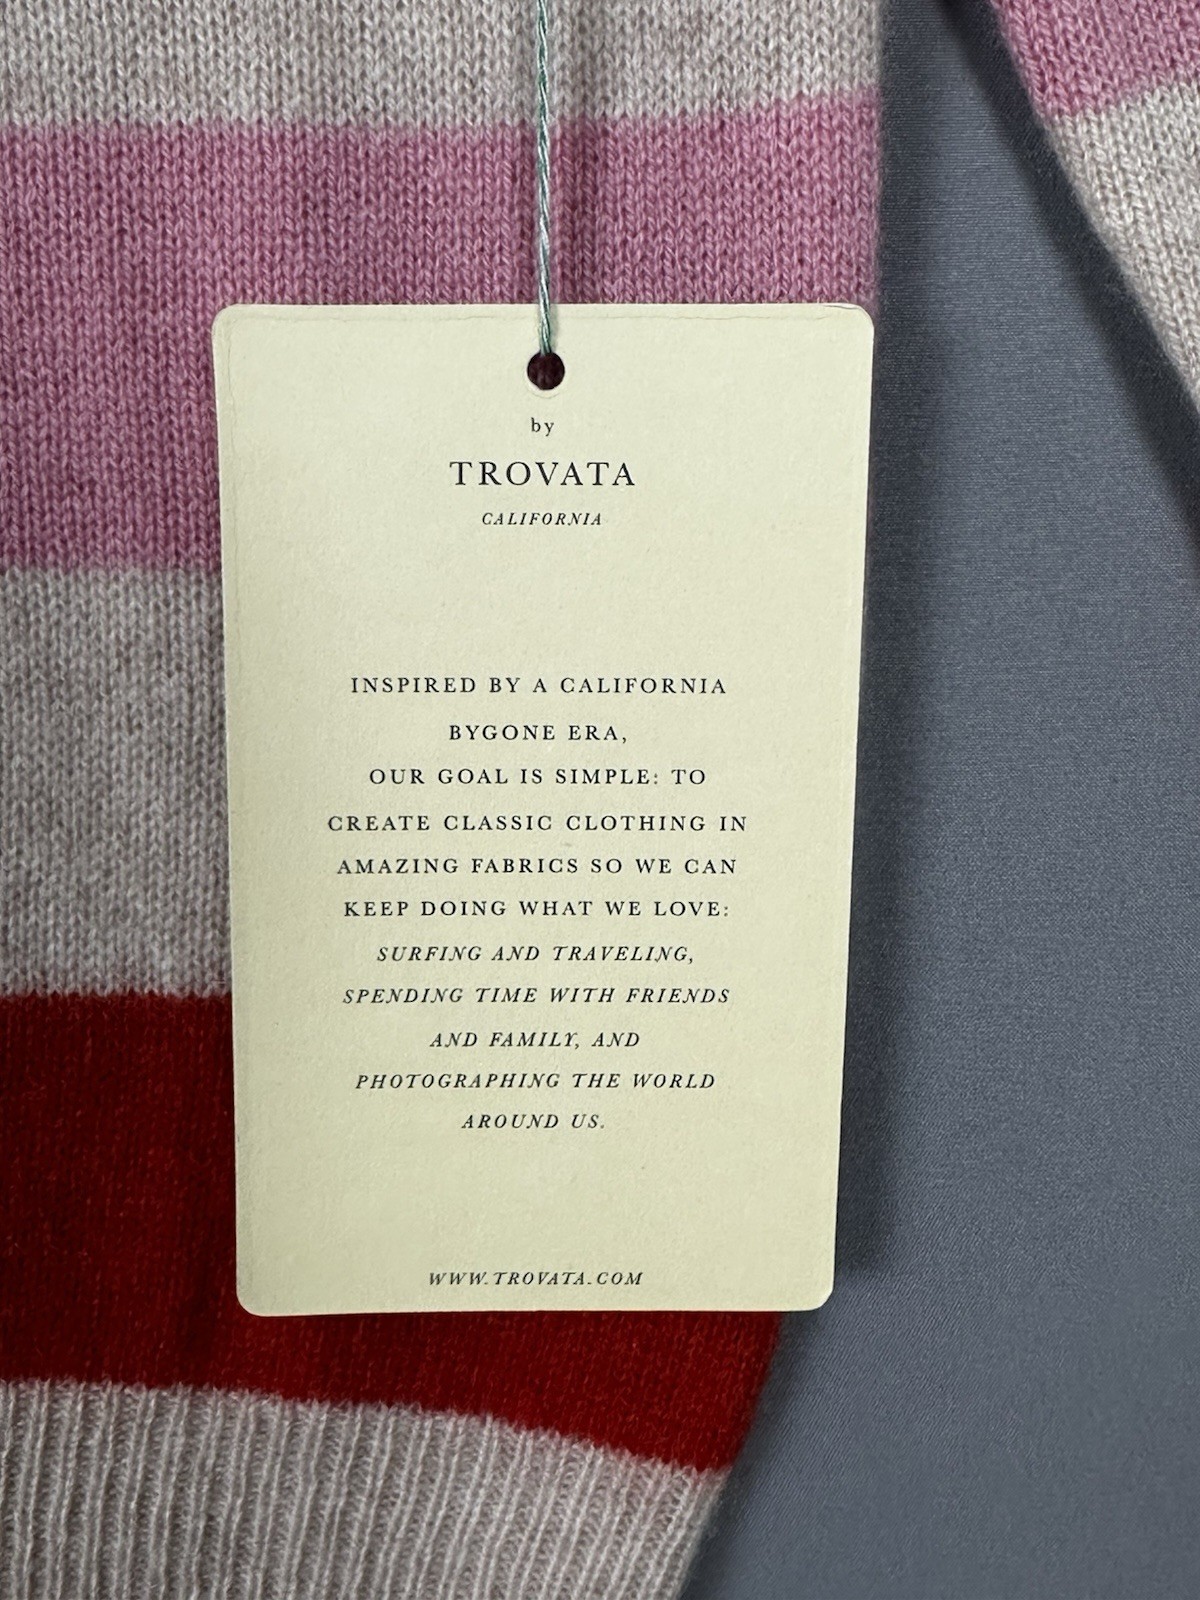 by
TROVATA
CALIFORNIA
INSPIRED BY A CALIFORNIA
BYGONE ERA,
OUR GOAL IS SIMPLE: TO
CREATE CLASSIC CLOTHING IN
AMAZING FABRICS SO WE CAN
KEEP DOING WHAT WE LOVE:
SURFING AND TRAVELING,
SPENDING TIME WITH FRIENDS
AND FAMILY, AND
PHOTOGRAPHING THE WORLD
AROUND US.
WWW.TROVATA.COM